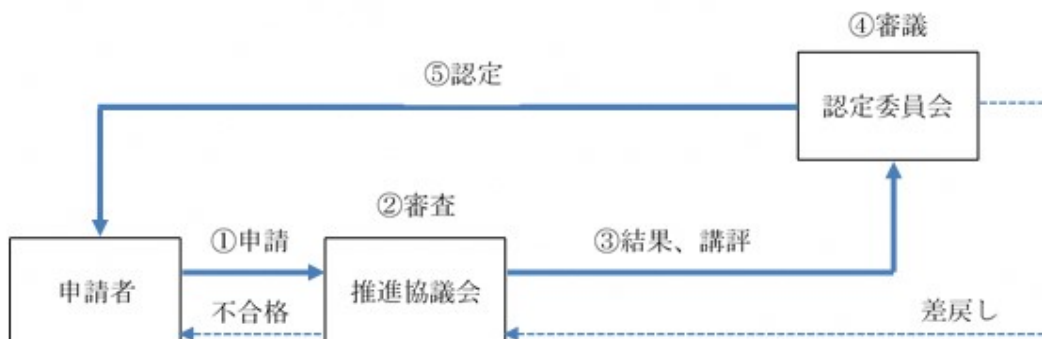 ④審議
⑤認定
認定委員会
②審査
①申請
③結果、講評
申請者
推進協議会
不合格
差戻し